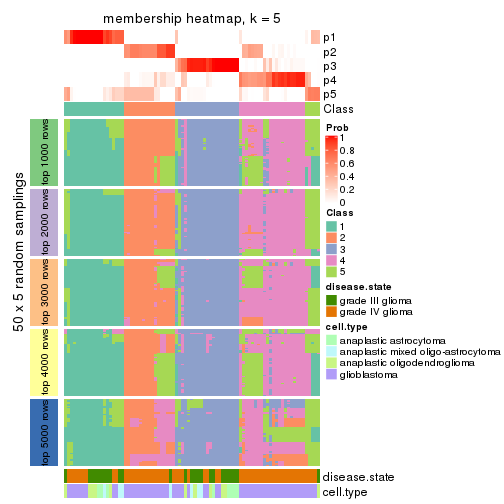 membership heatmap, k = 5
p1
p2
p3
p4
p5
Class
50 x 5 random samplings
top 1000 rows
top 2000 rows
top 3000 rows
top 4000 rows
top 5000 rows
Prob
1
0.8
0.6
0.4
0.2
0
Class
1
2
3
4
5
disease.state
grade III glioma
grade IV glioma
cell.type
anaplastic astrocytoma
anaplastic mixed oligo-astrocytoma
anaplastic oligodendroglioma
glioblastoma
disease.state
cell.type